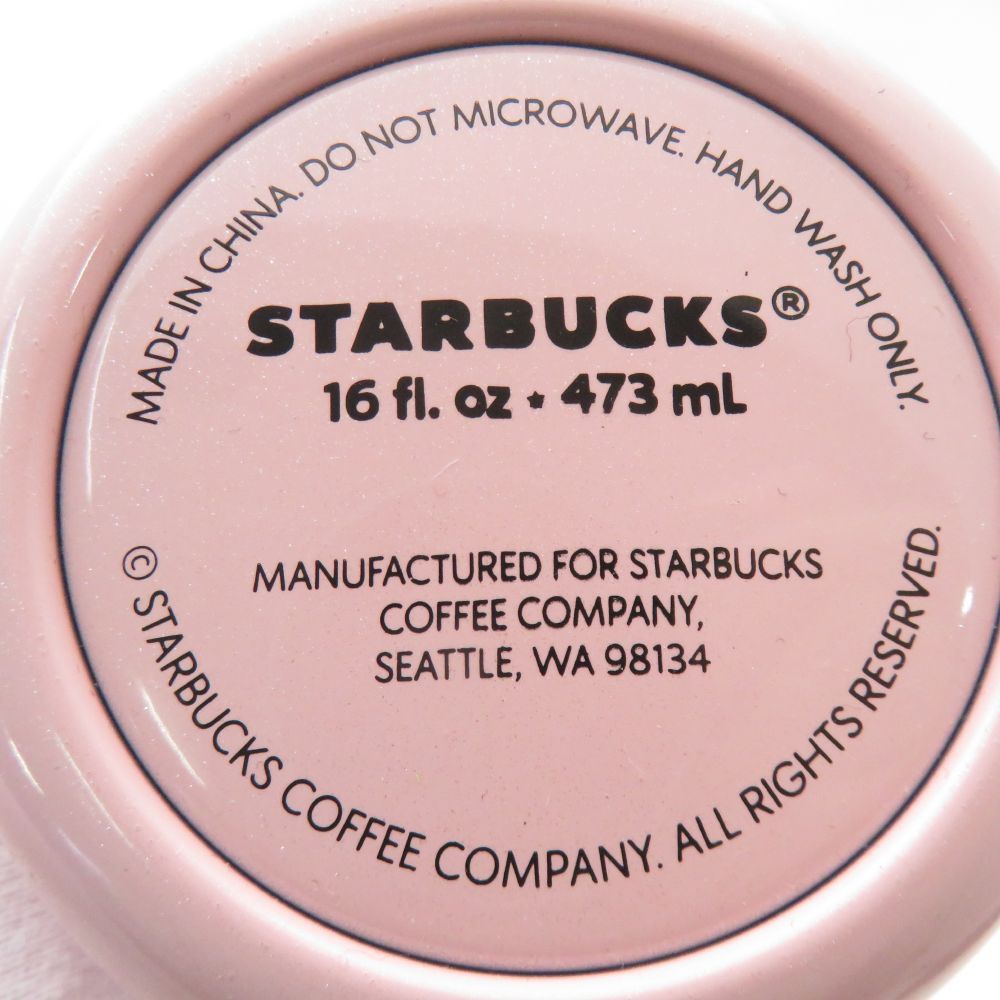 MADE IN CHINA. DO NOT MICROWAVE. HAND WASH ONLY.
STARBUCKS®
16 fl. oz ⋆ 473 mL
MANUFACTURED FOR STARBUCKS
COFFEE COMPANY,
SEATTLE, WA 98134
© STARBUCKS COFFEE COMPANY. ALL RIGHTS RESERVED.